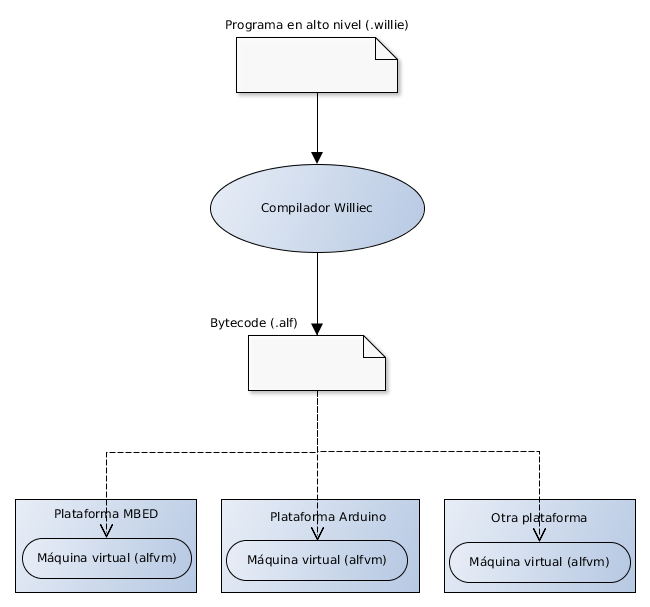 Programa en alto nivel (.willie)
Compilador Williec
Bytecode (.alf)
Plataforma MBED
Plataforma Arduino
Otra plataforma
Máquina virtual (alfvm)
Máquina virtual (alfvm)
Máquina virtual (alfvm)